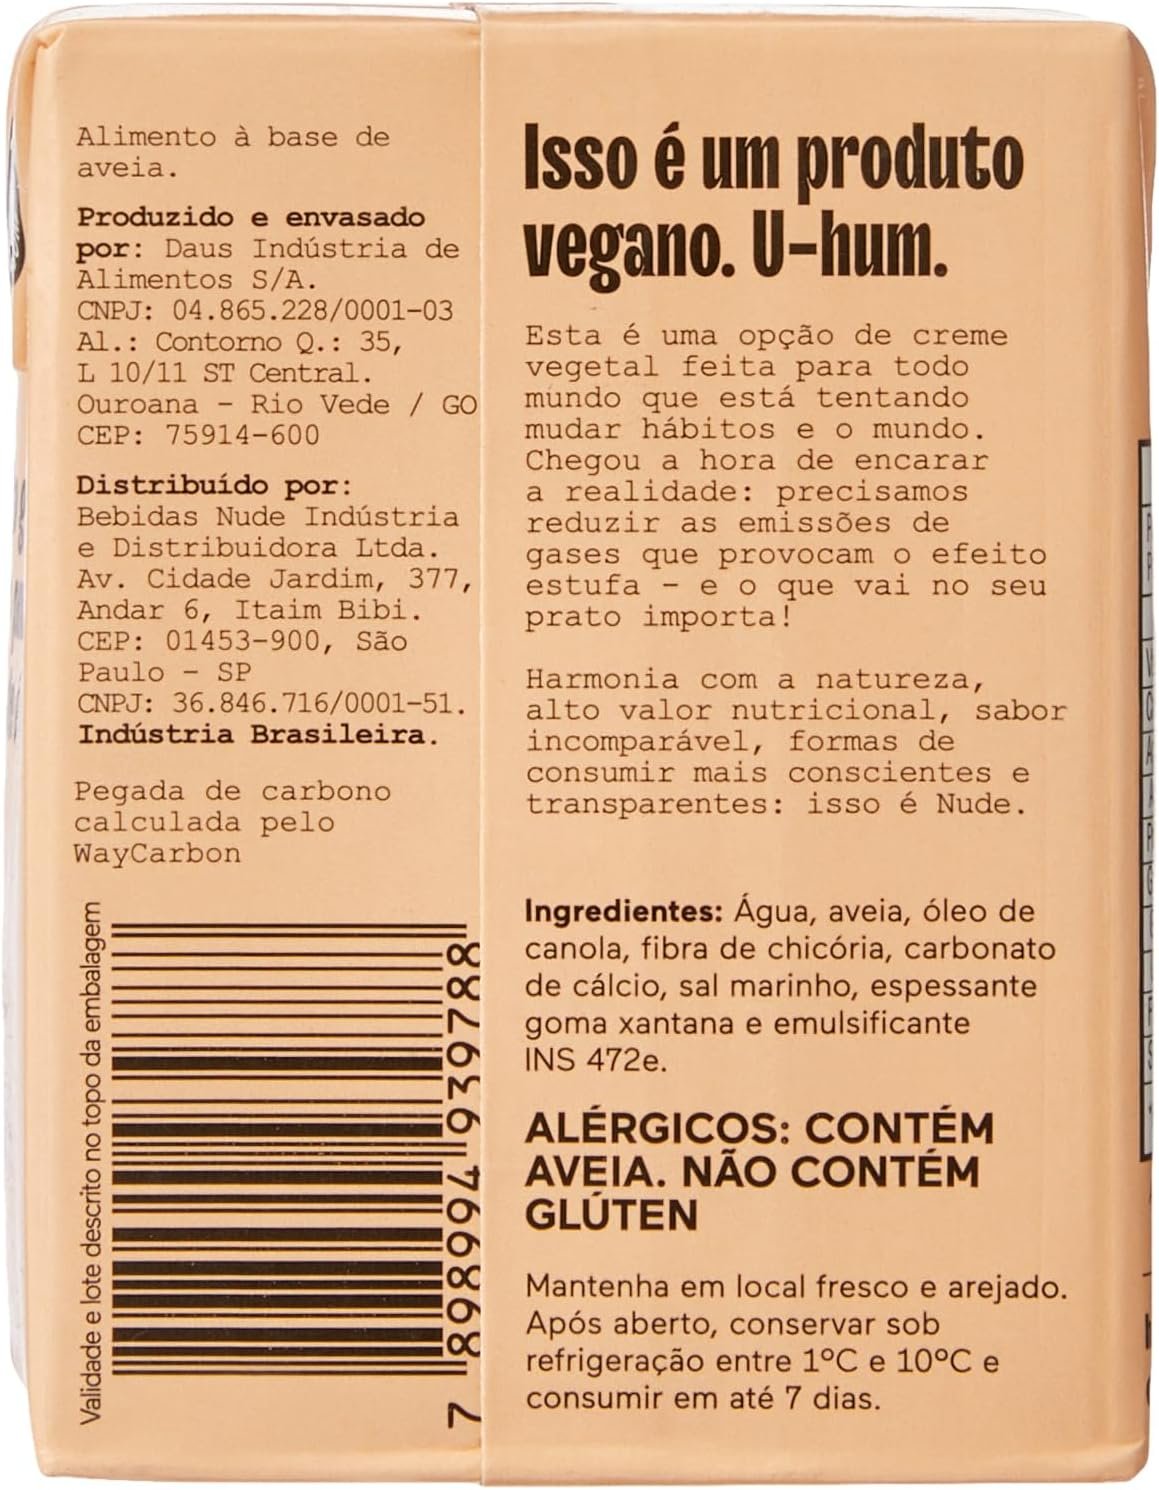 Alimento à base de
aveia.
Produzido e envasado
por: Daus Indústria de
Alimentos S/A.
CNPJ: 04.865.228/0001-03
Al.: Contorno Q.: 35,
L 10/11 ST Central.
Ouroana - Rio Vede / GO
CEP: 75914-600
Distribuído por:
Bebidas Nude Indústria
e Distribuidora Ltda.
Av. Cidade Jardim, 377,
Andar 6, Itaim Bibi.
CEP: 01453-900, São
Paulo - SP
CNPJ: 36.846.716/0001-51.
Indústria Brasileira.
Pegada de carbono
calculada pelo
WayCarbon
Validade e lote descrito no topo da embalagem
7 898994 939788
Isso é um produto
vegano. U-hum.
Esta é uma opção de creme
vegetal feita para todo
mundo que está tentando
mudar hábitos e o mundo.
Chegou a hora de encarar
a realidade: precisamos
reduzir as emissões de
gases que provocam o efeito
estufa - e o que vai no seu
prato importa!
Harmonia com a natureza,
alto valor nutricional, sabor
incomparável, formas de
consumir mais conscientes e
transparentes: isso é Nude.
Ingredientes: Água, aveia, óleo de
canola, fibra de chicória, carbonato
de cálcio, sal marinho, espessante
goma xantana e emulsificante
INS 472e.
ALÉRGICOS: CONTÉM
AVEIA. NÃO CONTÉM
GLÚTEN
Mantenha em local fresco e arejado.
Após aberto, conservar sob
refrigeração entre 1ºC e 10ºC e
consumir em até 7 dias.